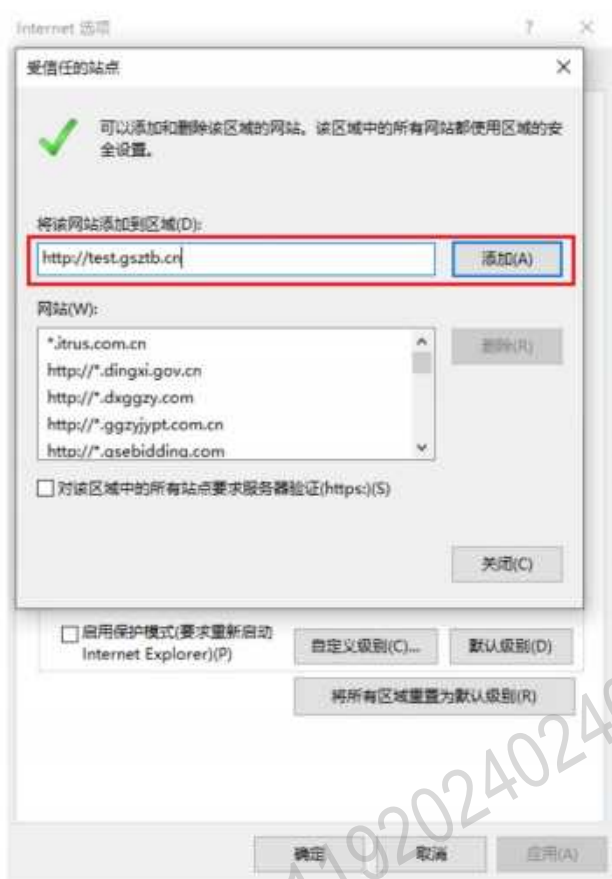 Internet 选项
受信任的站点
可以添加和删除该区域的网站。该区域中的所有网站都使用区域的安
全设置。
将该网站添加到区域(D):
http://test.gsztb.cn
添加(A)
网站(W):
*.itrus.com.cn
http://*.dingxi.gov.cn
http://*.dxggzy.com
http://*.ggzyjypt.com.cn
http://*.gsebidding.com
删除(R)
对该区域中的所有站点要求服务器验证(https:)(S)
关闭(C)
启用保护模式(要求重新启动
Internet Explorer)(P)
自定义级别(C)...
默认级别(D)
将所有区域重置为默认级别(R)
确定
取消
应用(A)